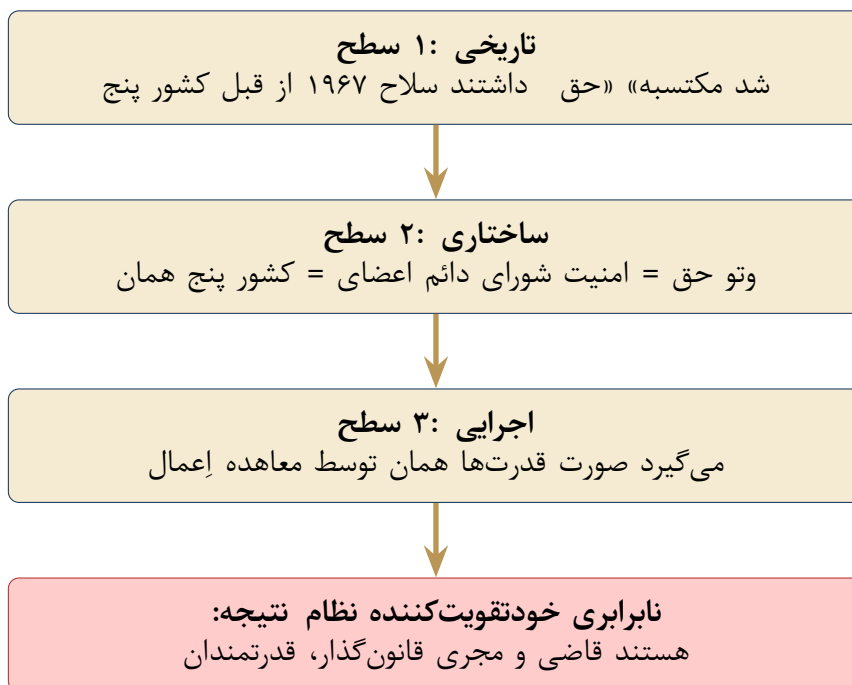 تاریخی :۱ سطح
شد مکتسبه» «حق داشتند سلاح ۱۹۶۷ از قبل کشور پنج
ساختاری :۲ سطح
وتو حق = امنیت شورای دائم اعضای = کشور پنج همان
اجرایی :۳ سطح
می‌گیرد صورت قدرت‌ها همان توسط معاهده اِعمال
نابرابری خودتقویت‌کننده نظام نتیجه:
هستند قاضی و مجری قانون‌گذار، قدرتمندان